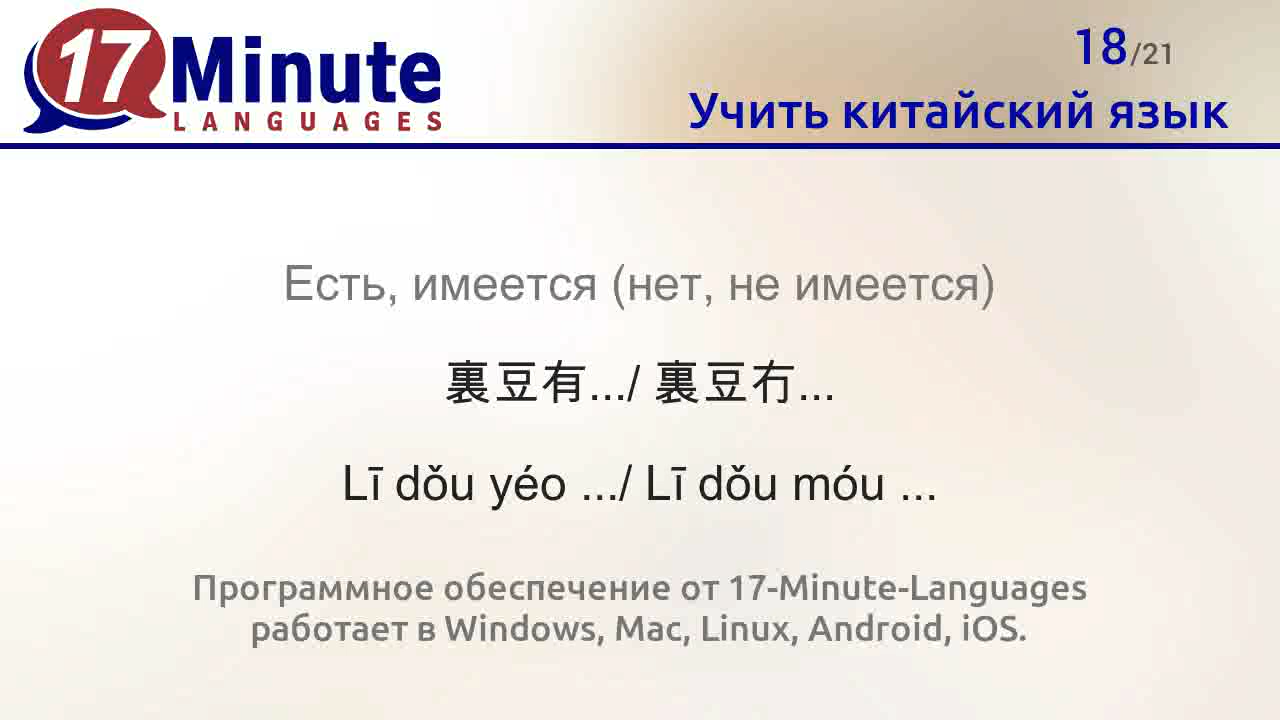 17 Minute
LANGUAGES
18/21
Учить китайский язык
Есть, имеется (нет, не имеется)
裏豆有.../ 裏豆冇...
Lī dǒu yéo .../ Lī dǒu móu ...
Программное обеспечение от 17-Minute-Languages
работает в Windows, Mac, Linux, Android, iOS.